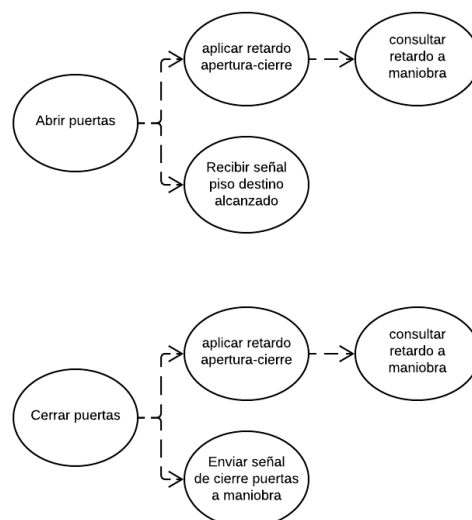 aplicar retardo
apertura-cierre
consultar
retardo a
maniobra
Abrir puertas
Recibir señal
piso destino
alcanzado
aplicar retardo
apertura-cierre
consultar
retardo a
maniobra
Cerrar puertas
Enviar señal
de cierre puertas
a maniobra